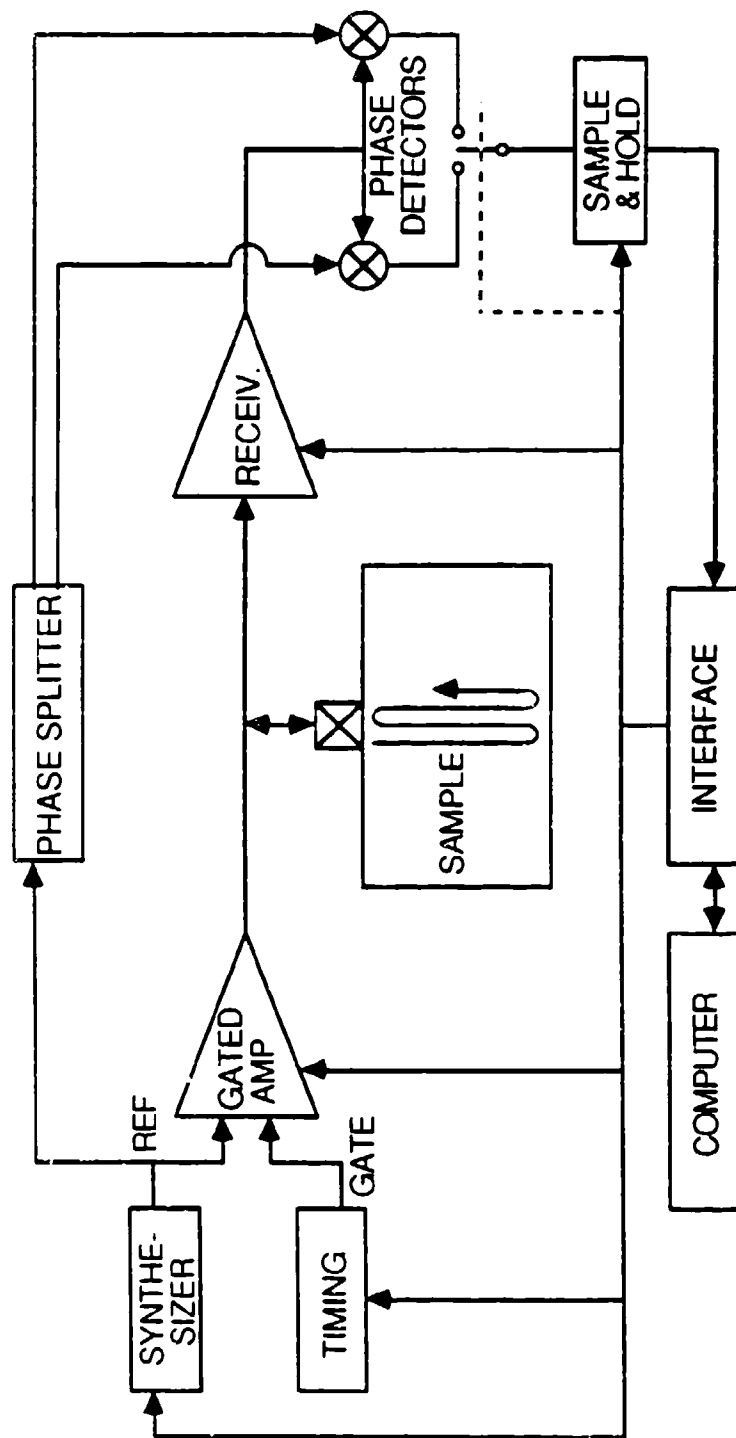 PHASE SPLITTER
SYNTHE-
SIZER
REF
GATED
AMP
RECEIV.
PHASE
DETECTORS
TIMING
GATE
SAMPLE
SAMPLE
& HOLD
COMPUTER
INTERFACE